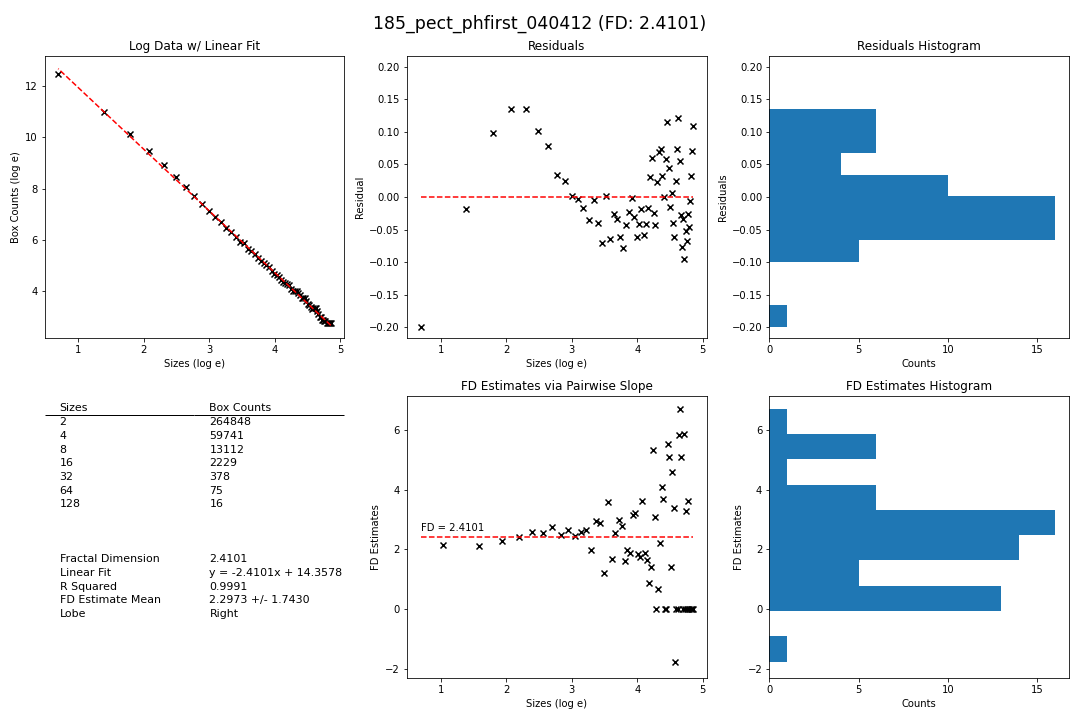 185_pect_phfirst_040412 (FD: 2.4101)
Log Data w/ Linear Fit
12
10
8
6
4
Box Counts (log e)
1 2 3 4 5
Sizes (log e)
Residuals
0.20
0.15
0.10
0.05
0.00
−0.05
−0.10
−0.15
−0.20
Residual
1 2 3 4 5
Sizes (log e)
Residuals Histogram
0.20
0.15
0.10
0.05
0.00
−0.05
−0.10
−0.15
−0.20
Residuals
0 5 10 15
Counts
Sizes Box Counts
2 264848
4 59741
8 13112
16 2229
32 378
64 75
128 16
Fractal Dimension 2.4101
Linear Fit y = -2.4101x + 14.3578
R Squared 0.9991
FD Estimate Mean 2.2973 +/- 1.7430
Lobe Right
FD Estimates via Pairwise Slope
6
4
2
0
−2
FD Estimates
FD = 2.4101
1 2 3 4 5
Sizes (log e)
FD Estimates Histogram
6
4
2
0
−2
FD Estimates
0 5 10 15
Counts